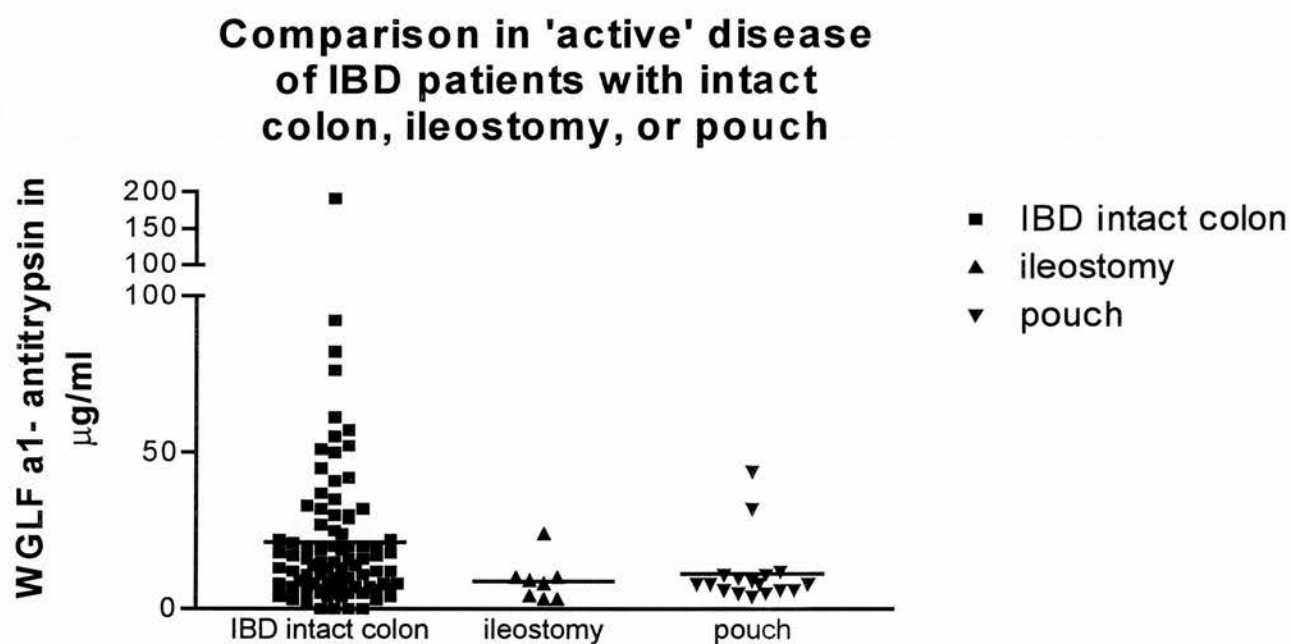 Comparison in 'active' disease
of IBD patients with intact
colon, ileostomy, or pouch
WGLF a1- antitrypsin in
µg/ml
200
150
100
100
50
0
IBD intact colon
ileostomy
pouch
IBD intact colon
ileostomy
pouch